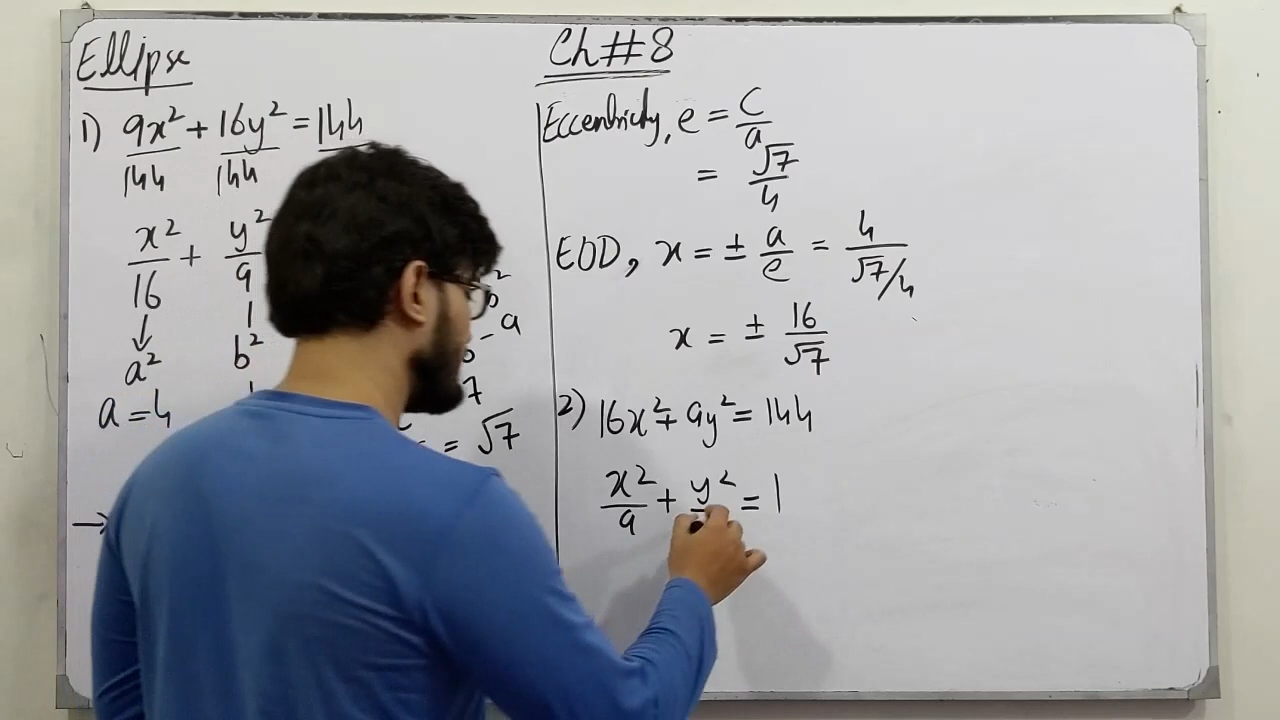 Ellipse
1) 9x²/144 + 16y²/144 = 144
x²/16 + y²/9
↓ 1
a² b²
a = 4
= √7
→
Ch#8
Eccentricity, e = c/a
= √7/4
EOD, x = ± a/e = 4/√7/4
x = ± 16/√7
2) 16x² + 9y² = 144
x²/9 + y² = 1